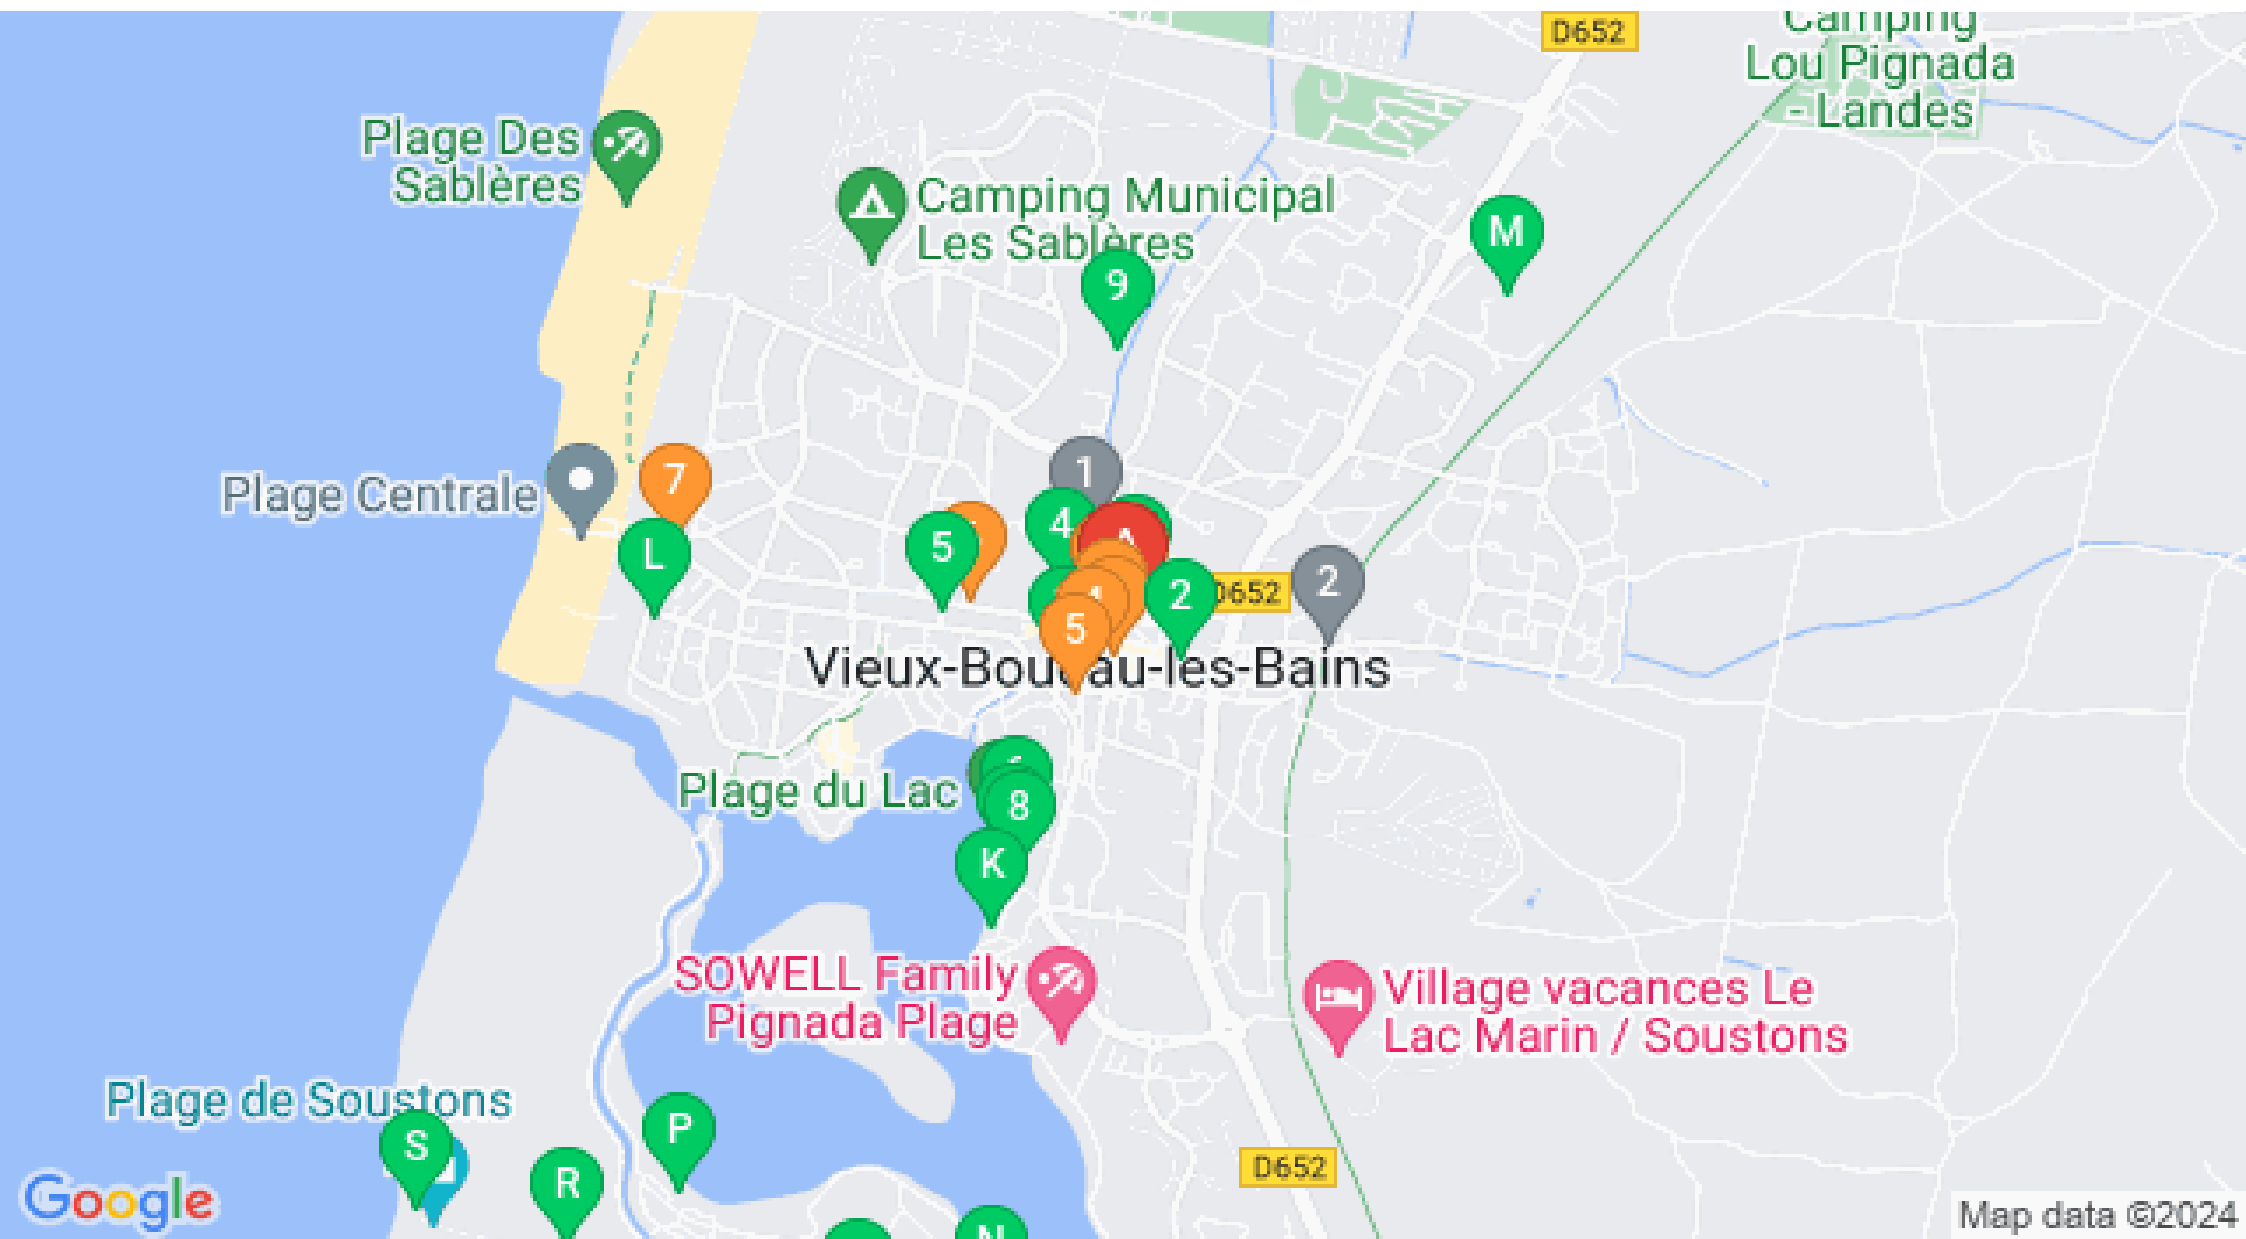 D652
Camping
Lou Pignada
- Landes
Plage Des
Sablères
Camping Municipal
Les Sablères
M
9
Plage Centrale
7
1
4
L
5
A
2
D652
2
5
Vieux-Boucau-les-Bains
Plage du Lac
8
K
SOWELL Family
Pignada Plage
Village vacances Le
Lac Marin / Soustons
Plage de Soustons
P
S
D652
R
N
Google
Map data ©2024